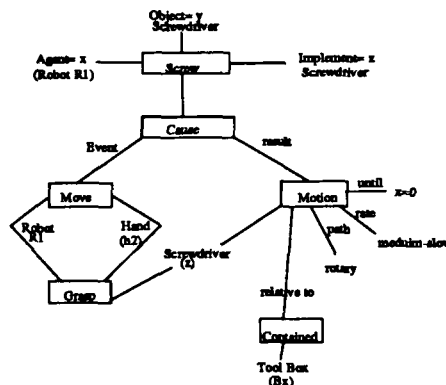 Object= y
Screwdriver
Agent= x
(Robot R1)
Screw
Implement= z
Screwdriver
Cause
Event
result
Move
Motion
until
x=0
rate
meduim-slow
path
rotary
Robot
R1
Hand
(h2)
Screwdriver
(z)
Grasp
relative to
Contained
Tool Box
(Bx)